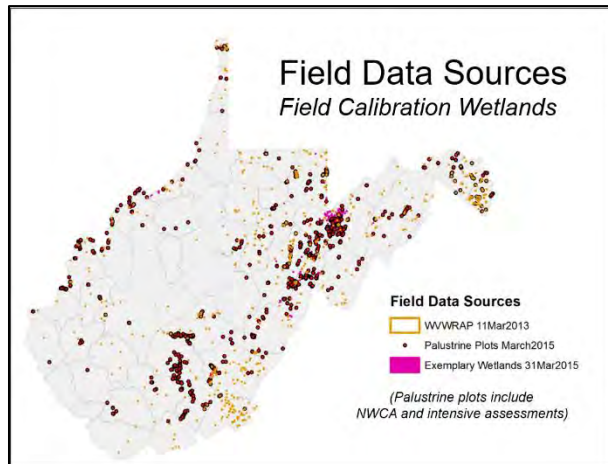 Field Data Sources
Field Calibration Wetlands
Field Data Sources
WVWRAP 11Mar2013
Palustrine Plots March2015
Exemplary Wetlands 31Mar2015
(Palustrine plots include
NWCA and intensive assessments)